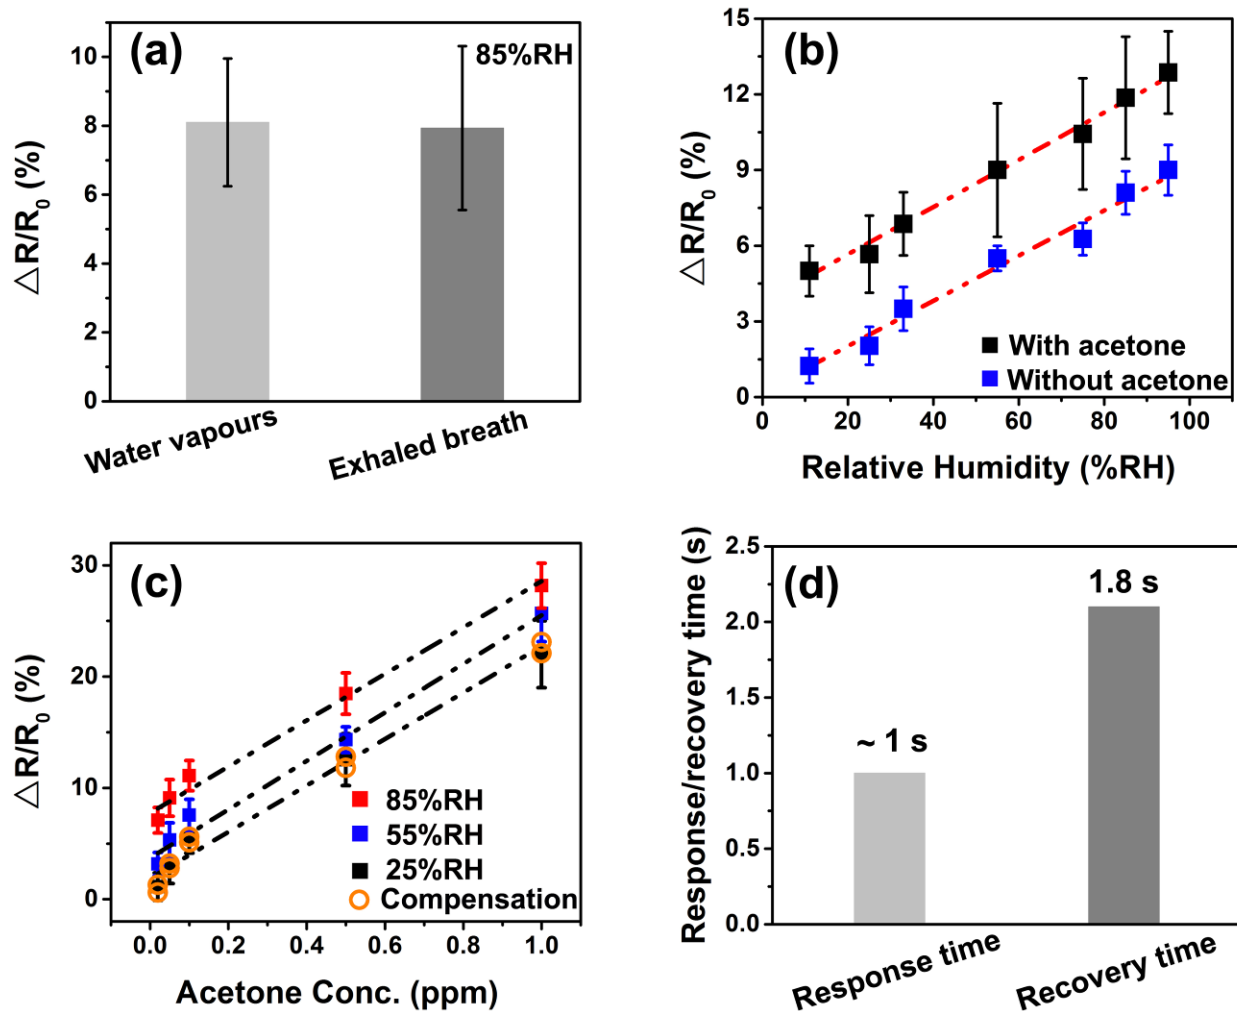 (a)
85%RH
10
8
6
4
2
0
△R/R0 (%)
Water vapours
Exhaled breath
(b)
15
12
9
6
3
0
△R/R0 (%)
With acetone
Without acetone
0 20 40 60 80 100
Relative Humidity (%RH)
(c)
30
20
10
0
△R/R0 (%)
85%RH
55%RH
25%RH
Compensation
0.0 0.2 0.4 0.6 0.8 1.0
Acetone Conc. (ppm)
(d)
2.5
2.0
1.5
1.0
0.5
0.0
Response/recovery time (s)
~ 1 s
1.8 s
Response time
Recovery time